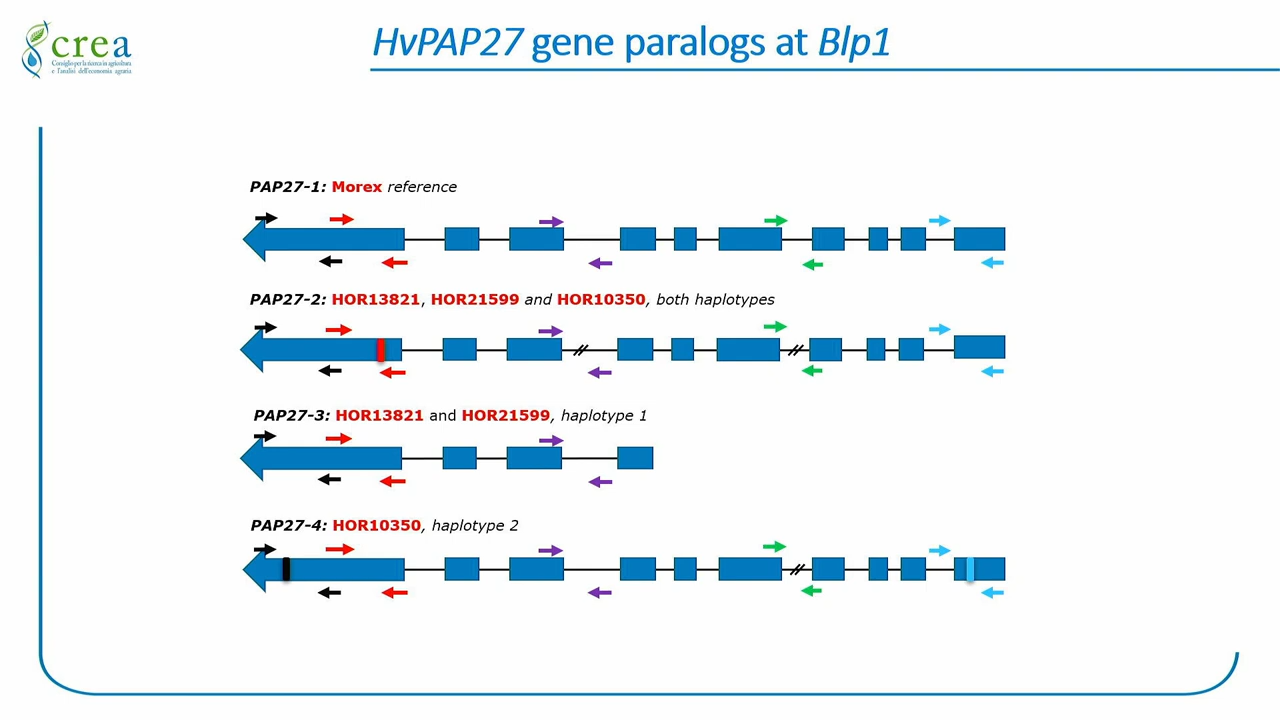 HvPAP27 gene paralogs at Blp1
crea
Consiglio per la ricerca in agricoltura
e l'analisi dell'economia agraria
PAP27-1: Morex reference
PAP27-2: HOR13821, HOR21599 and HOR10350, both haplotypes
PAP27-3: HOR13821 and HOR21599, haplotype 1
PAP27-4: HOR10350, haplotype 2